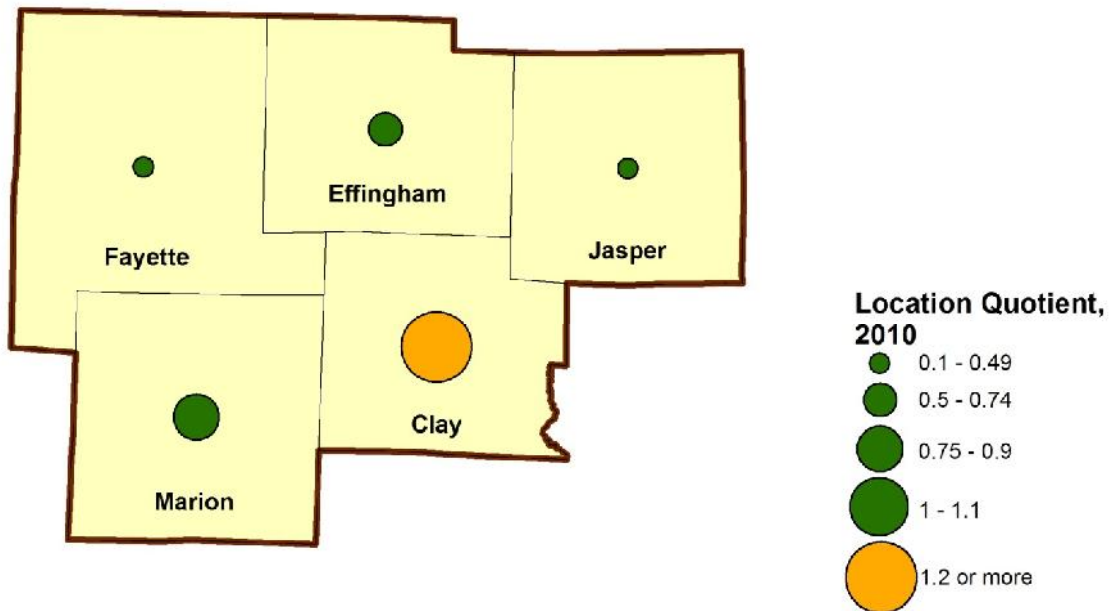 Effingham
Jasper
Fayette
Clay
Marion
Location Quotient,
2010
0.1 - 0.49
0.5 - 0.74
0.75 - 0.9
1 - 1.1
1.2 or more